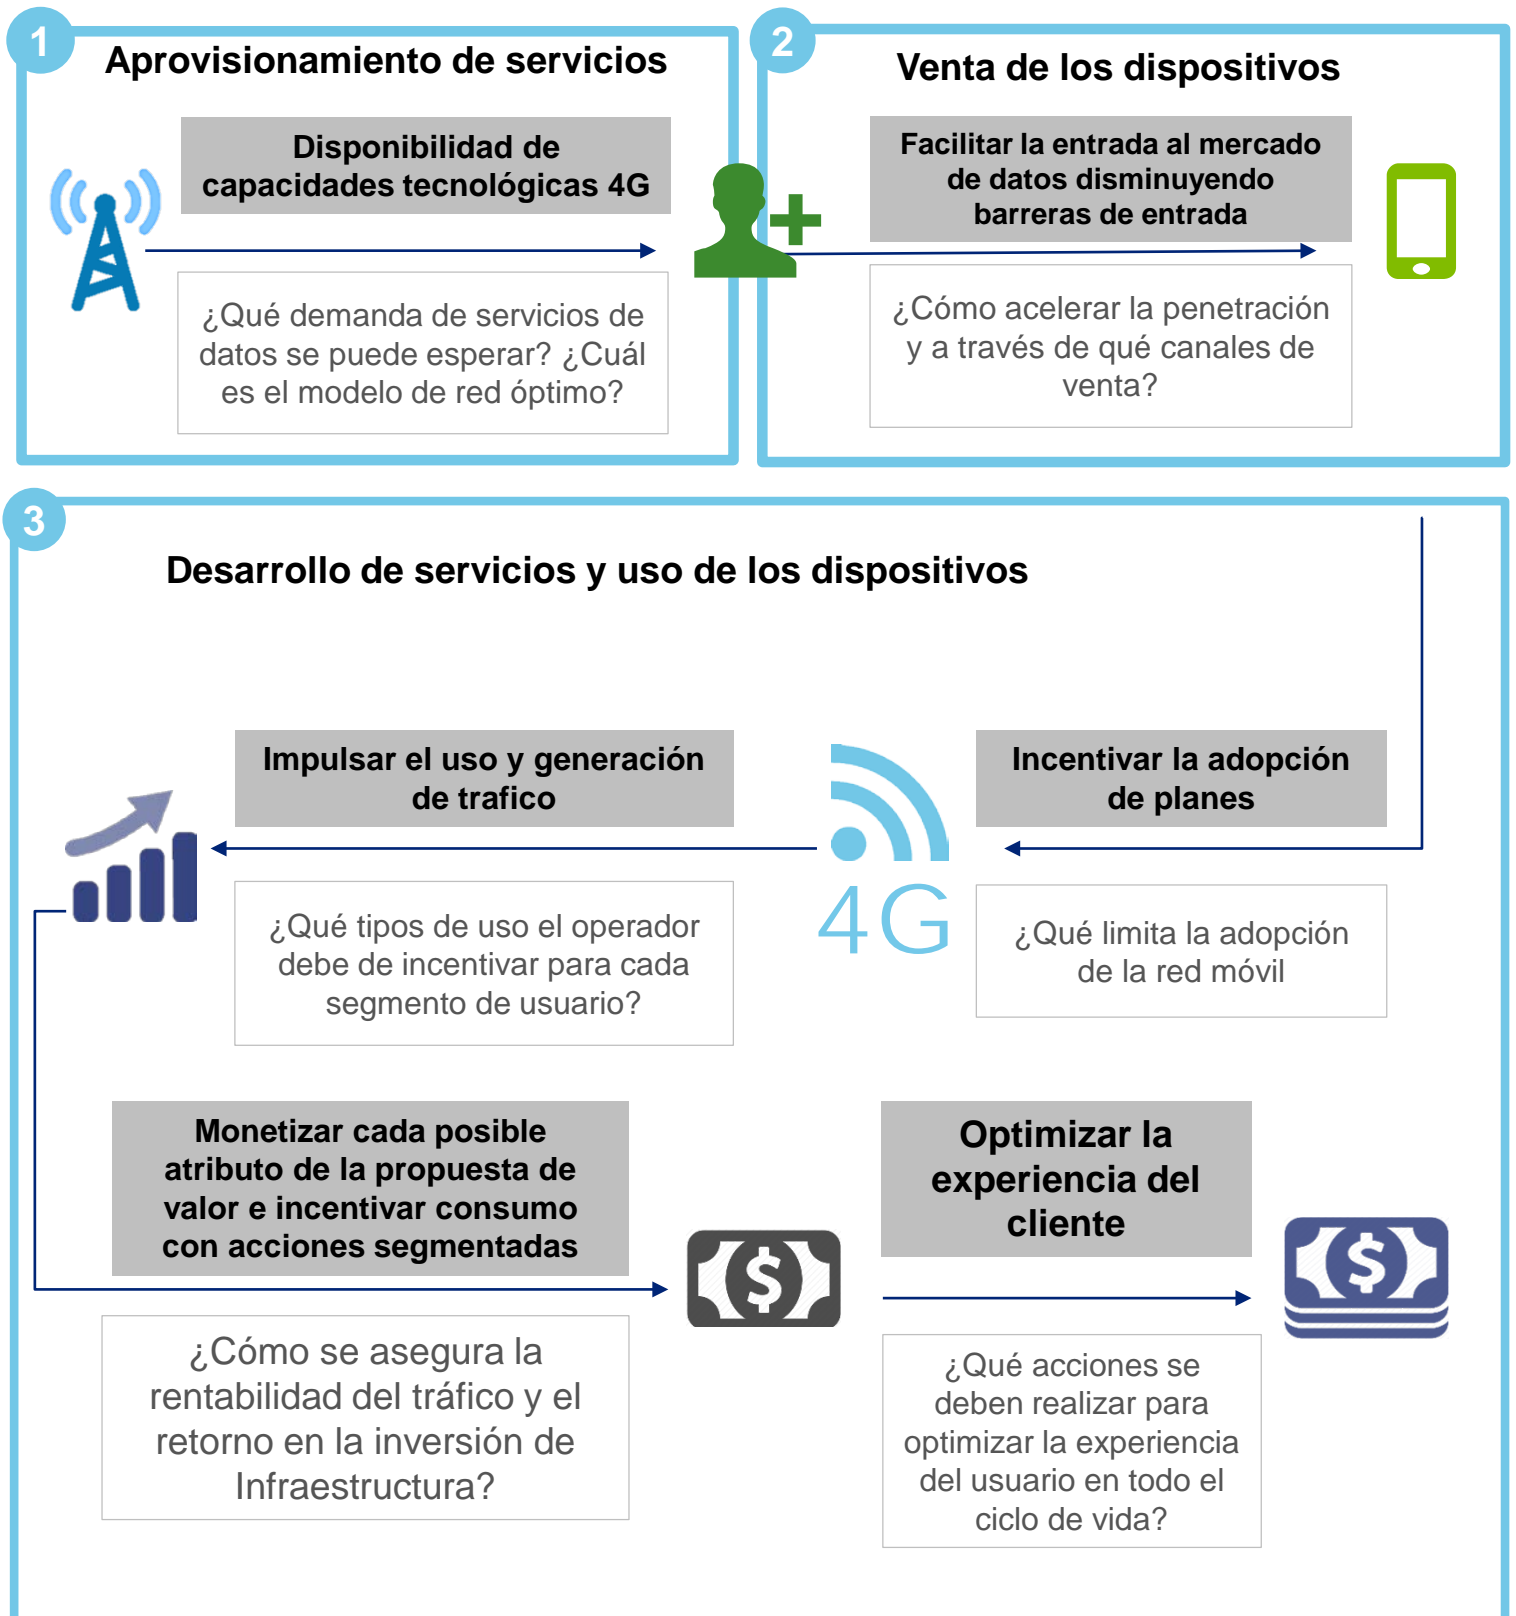 1
Aprovisionamiento de servicios
Disponibilidad de
capacidades tecnológicas 4G
¿Qué demanda de servicios de
datos se puede esperar? ¿Cuál
es el modelo de red óptimo?
2
Venta de los dispositivos
Facilitar la entrada al mercado
de datos disminuyendo
barreras de entrada
¿Cómo acelerar la penetración
y a través de qué canales de
venta?
3
Desarrollo de servicios y uso de los dispositivos
Incentivar la adopción
de planes
¿Qué limita la adopción
de la red móvil
4G
Impulsar el uso y generación
de trafico
¿Qué tipos de uso el operador
debe de incentivar para cada
segmento de usuario?
Monetizar cada posible
atributo de la propuesta de
valor e incentivar consumo
con acciones segmentadas
¿Cómo se asegura la
rentabilidad del tráfico y el
retorno en la inversión de
Infraestructura?
$
Optimizar la
experiencia del
cliente
¿Qué acciones se
deben realizar para
optimizar la experiencia
del usuario en todo el
ciclo de vida?
$